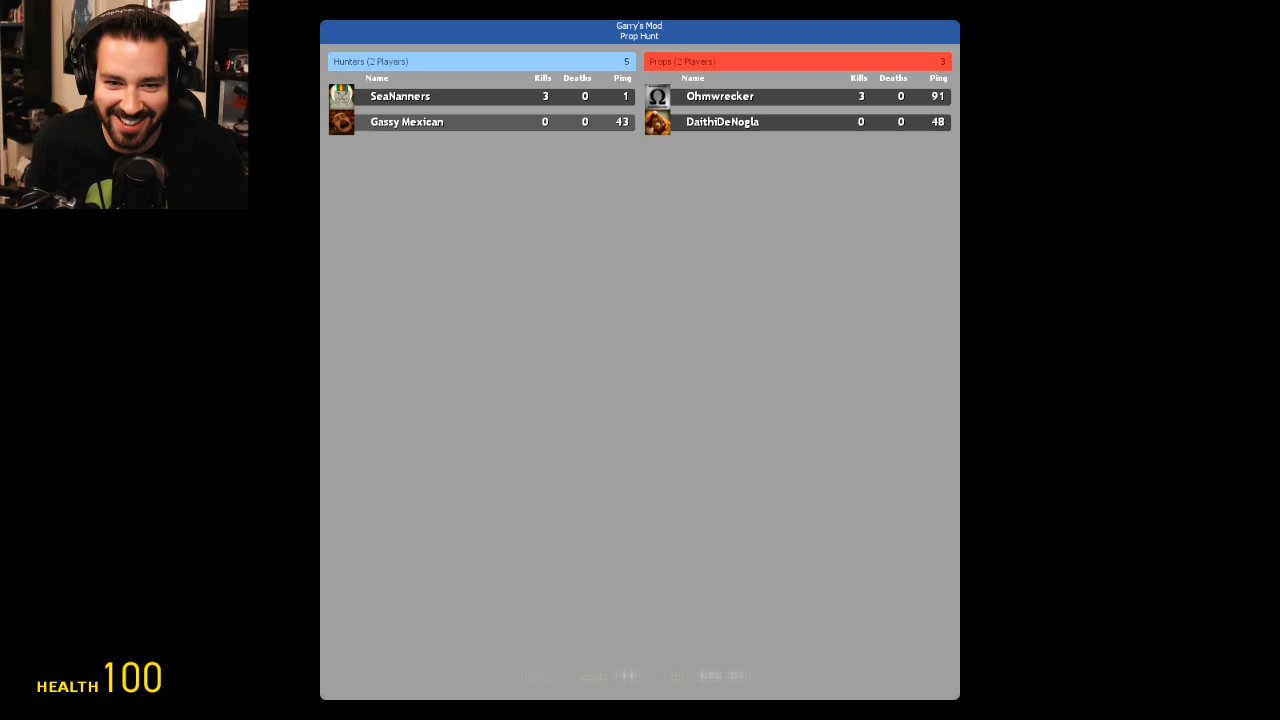 Garry's Mod
Prop Hunt
Hunters (2 Players) 5
Name Kills Deaths Ping
SeaNanners 3 0 1
Gassy Mexican 0 0 43
Props (2 Players) 3
Name Kills Deaths Ping
Ohmwrecker 3 0 91
DaithiDeNogla 0 0 48
HEALTH 100